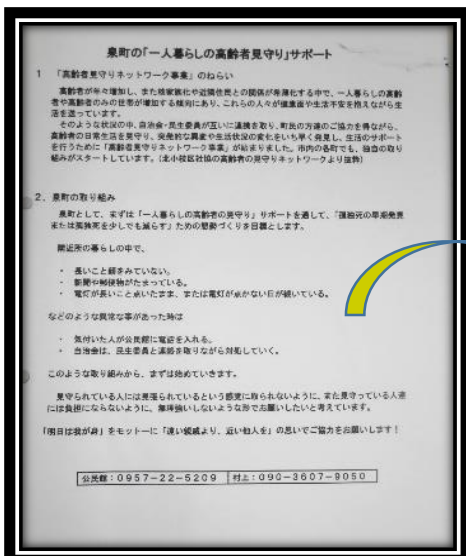 泉町の「一人暮らしの高齢者見守り」サポート
1 「高齢者見守りネットワーク事業」のねらい
高齢者が年々増加し、また核家族化や近隣住民との関係が希薄化する中で、一人暮らしの高齢
者や高齢者のみの世帯が増加する傾向にあり、これらの人々が健康面や生活不安を抱えながら生
活を送っています。
そのような状況の中、自治会・民生委員が互いに連携を取り、町民の方達のご協力を得ながら、
高齢者の日常生活を見守り、突発的な異変や生活状況の変化をいち早く発見し、生活のサポート
を行うために「高齢者見守りネットワーク事業」が始まりました。市内の各町でも、独自の取り
組みがスタートしています。(北小校区社協の高齢者の見守りネットワークより抜粋)
2．泉町の取り組み
泉町として、まずは「一人暮らしの高齢者の見守り」サポートを通して、「孤独死の早期発見
または孤独死を少しでも減らす」ための態勢づくりを目標とします。
隣近所の暮らしの中で、
・ 長いこと顔をみていない。
・ 新聞や郵便物がたまっている。
・ 電灯が長いこと点いたまま、または電灯が点かない日が続いている。
などのような異常な事があった時は
・ 気付いた人が公民館に電話を入れる。
・ 自治会は、民生委員と連絡を取りながら対処していく。
このような取り組みから、まずは始めていきます。
見守られている人には見張られているという感覚に取られないように、また見守っている人達
には負担にならないように、無理強いしないような形でお願いしたいと考えています。
「明日は我が身」をモットーに「遠い親戚より、近い他人を」の思いでご協力をお願いします！
公民館：0957-22-5209 村上：090-3607-9050